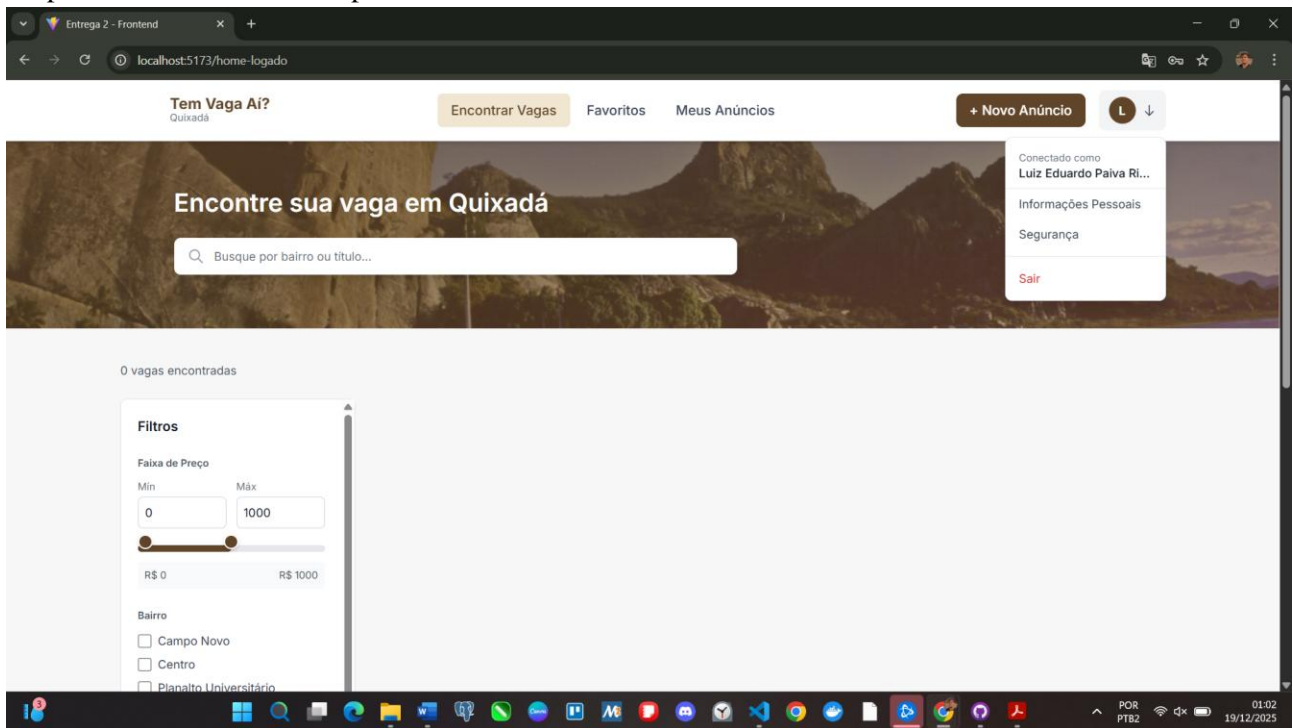 Entrega 2 - Frontend
localhost:5173/home-logado
Tem Vaga Aí?
Quixadá
Encontrar Vagas
Favoritos
Meus Anúncios
+ Novo Anúncio
L
Conectado como
Luiz Eduardo Paiva Ri...
Informações Pessoais
Segurança
Sair
Encontre sua vaga em Quixadá
Busque por bairro ou título...
0 vagas encontradas
Filtros
Faixa de Preço
Mín Máx
0 1000
R$ 0 R$ 1000
Bairro
Campo Novo
Centro
Planalto Universitário
3
POR
PTB2
01:02
19/12/2025